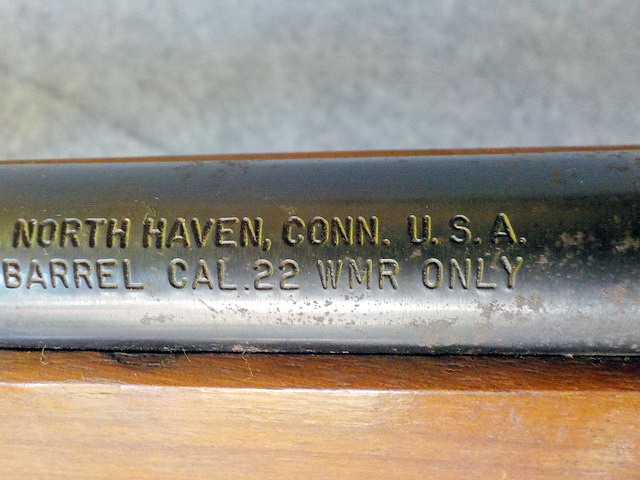 NORTH HAVEN, CONN. U.S.A.
BARREL CAL.22 WMR ONLY